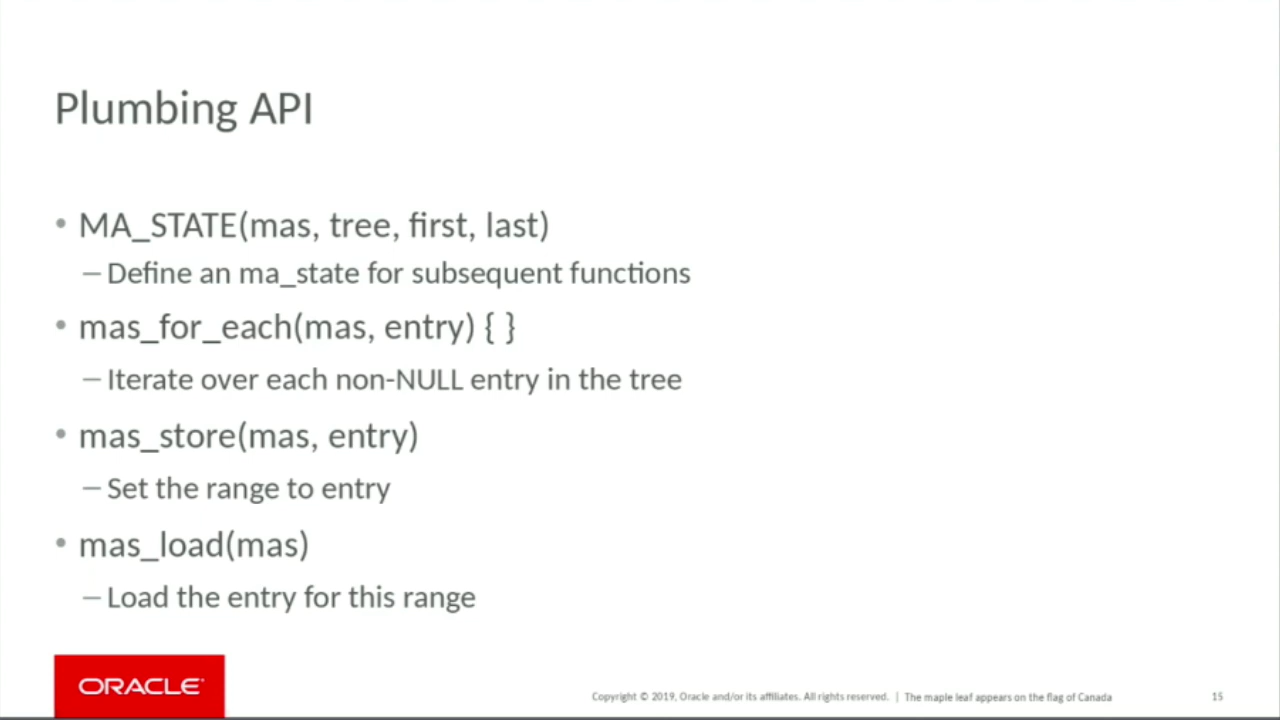 Plumbing API
• MA_STATE(mas, tree, first, last)
– Define an ma_state for subsequent functions
• mas_for_each(mas, entry) { }
– Iterate over each non-NULL entry in the tree
• mas_store(mas, entry)
– Set the range to entry
• mas_load(mas)
– Load the entry for this range
ORACLE
Copyright © 2019, Oracle and/or its affiliates. All rights reserved. | The maple leaf appears on the flag of Canada 15